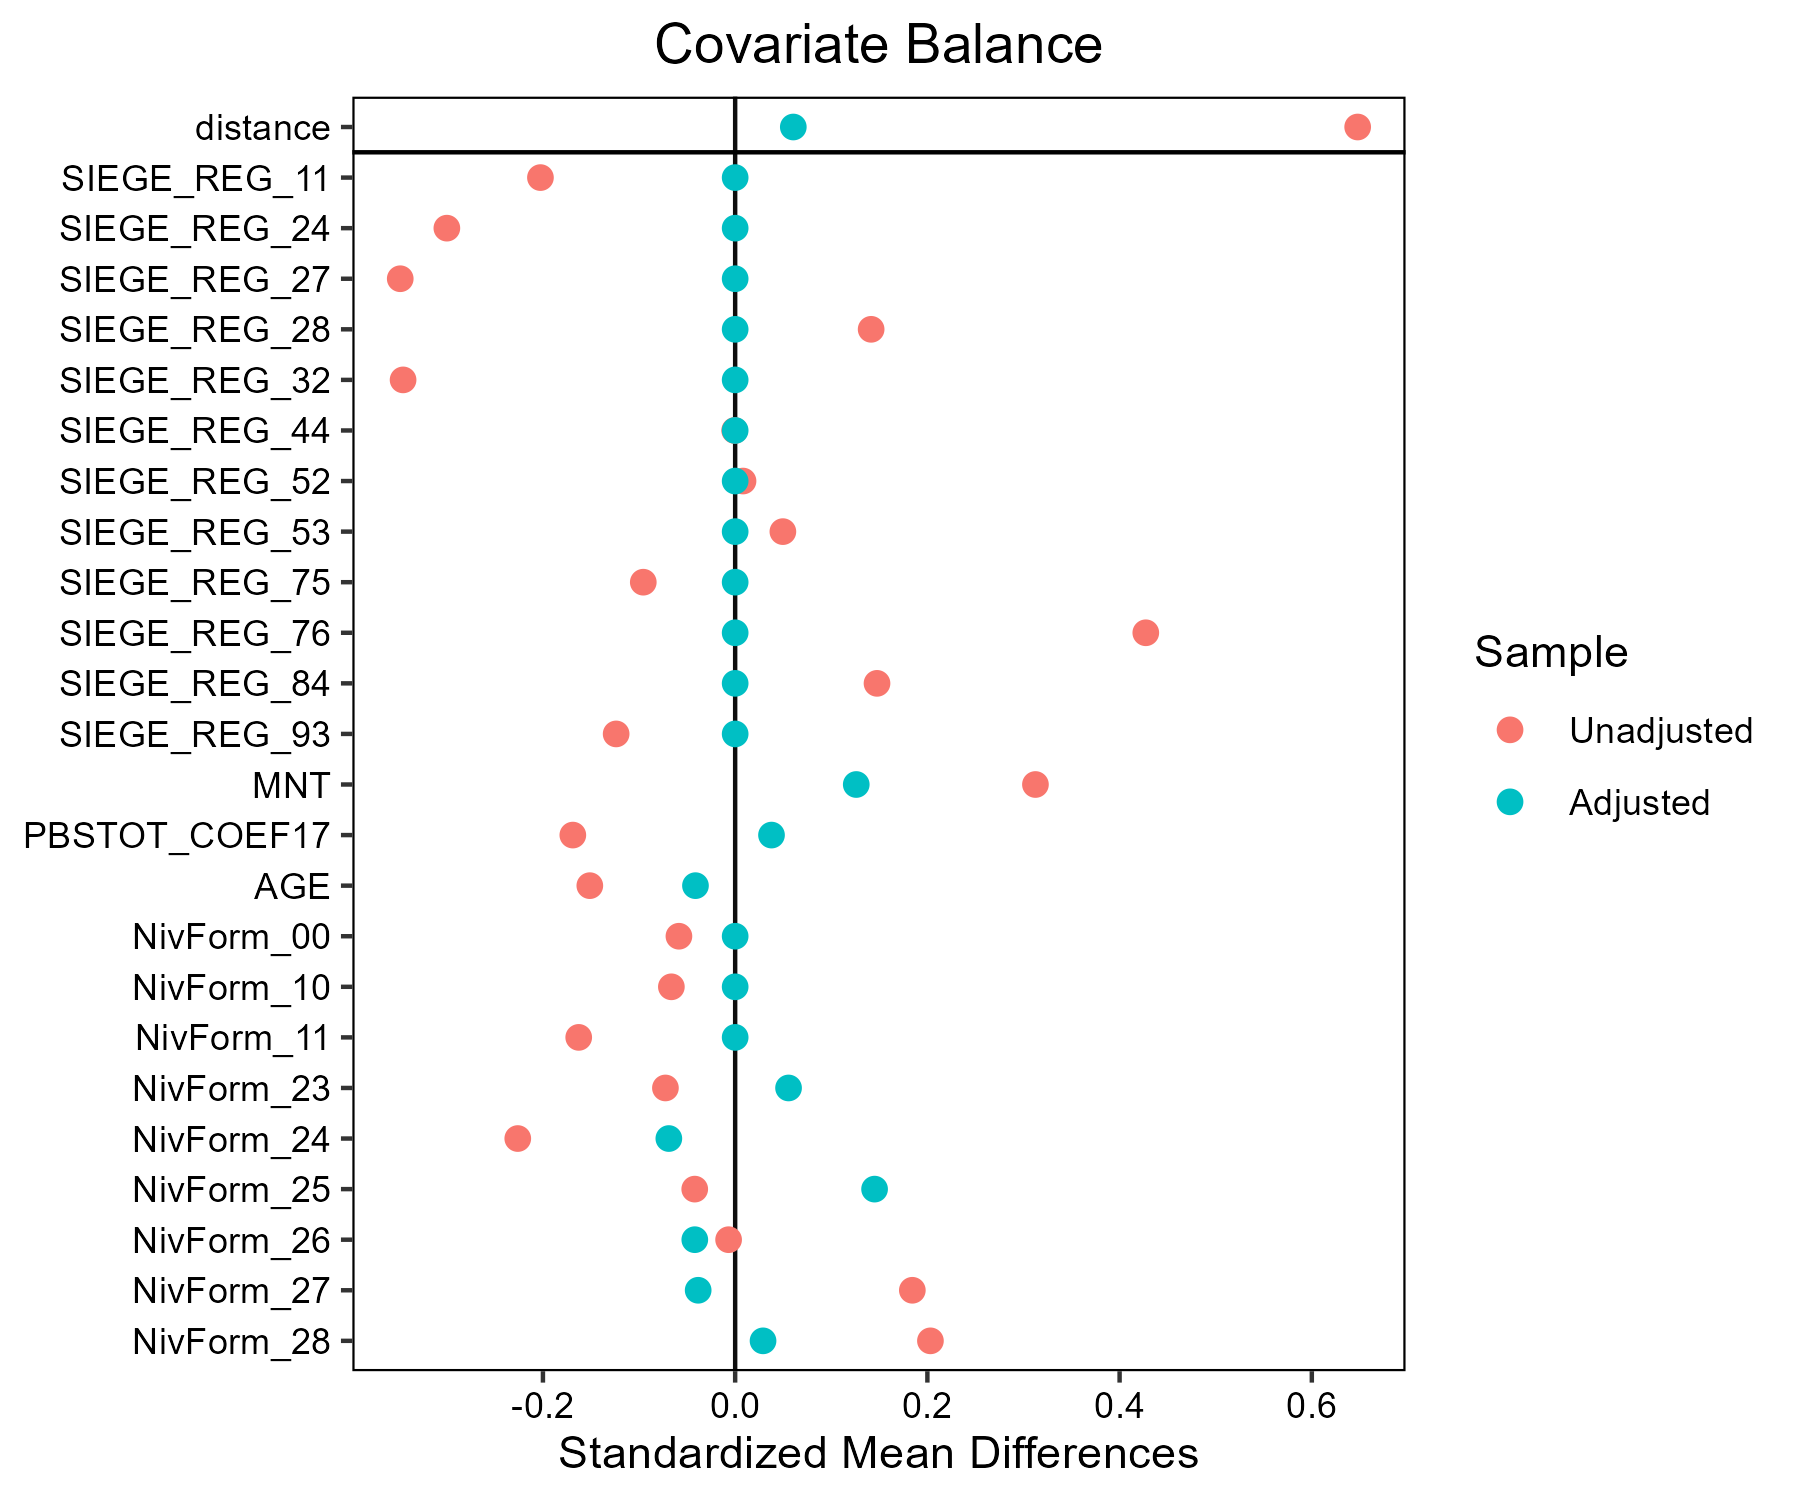 Covariate Balance
distance
SIEGE_REG_11
SIEGE_REG_24
SIEGE_REG_27
SIEGE_REG_28
SIEGE_REG_32
SIEGE_REG_44
SIEGE_REG_52
SIEGE_REG_53
SIEGE_REG_75
SIEGE_REG_76
SIEGE_REG_84
SIEGE_REG_93
MNT
PBSTOT_COEF17
AGE
NivForm_00
NivForm_10
NivForm_11
NivForm_23
NivForm_24
NivForm_25
NivForm_26
NivForm_27
NivForm_28
-0.2 0.0 0.2 0.4 0.6
Standardized Mean Differences
Sample
Unadjusted
Adjusted